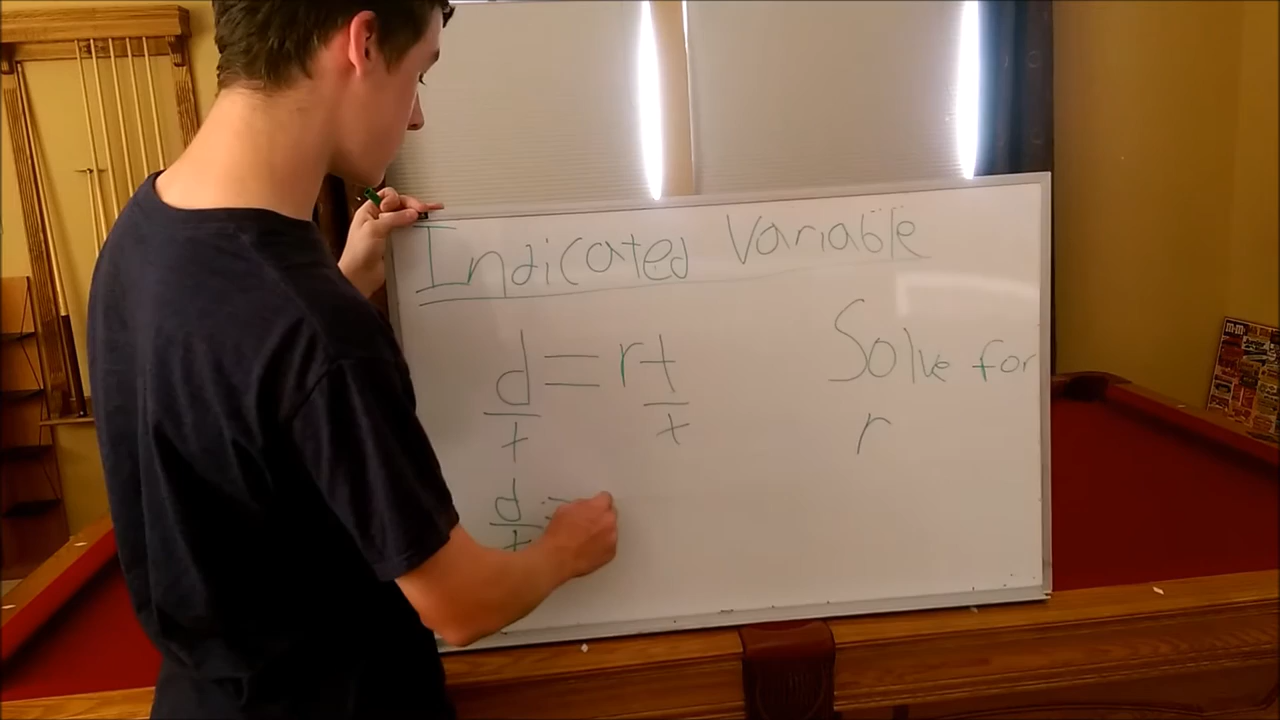 Indicated Variable
d = rt
t t
d =
t
Solve for
r
m&m